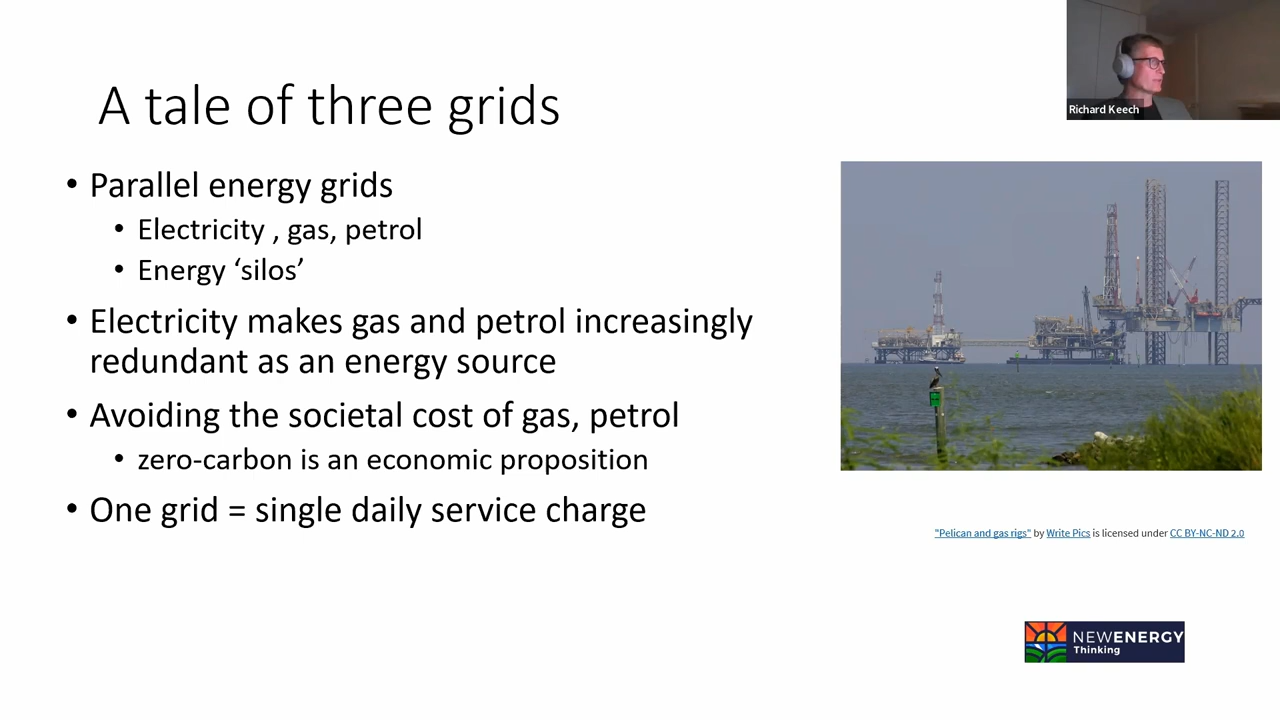 A tale of three grids
Richard Keech
• Parallel energy grids
• Electricity , gas, petrol
• Energy ‘silos’
• Electricity makes gas and petrol increasingly
redundant as an energy source
• Avoiding the societal cost of gas, petrol
• zero-carbon is an economic proposition
• One grid = single daily service charge
"Pelican and gas rigs" by Write Pics is licensed under CC BY-NC-ND 2.0
NEWENERGY
Thinking